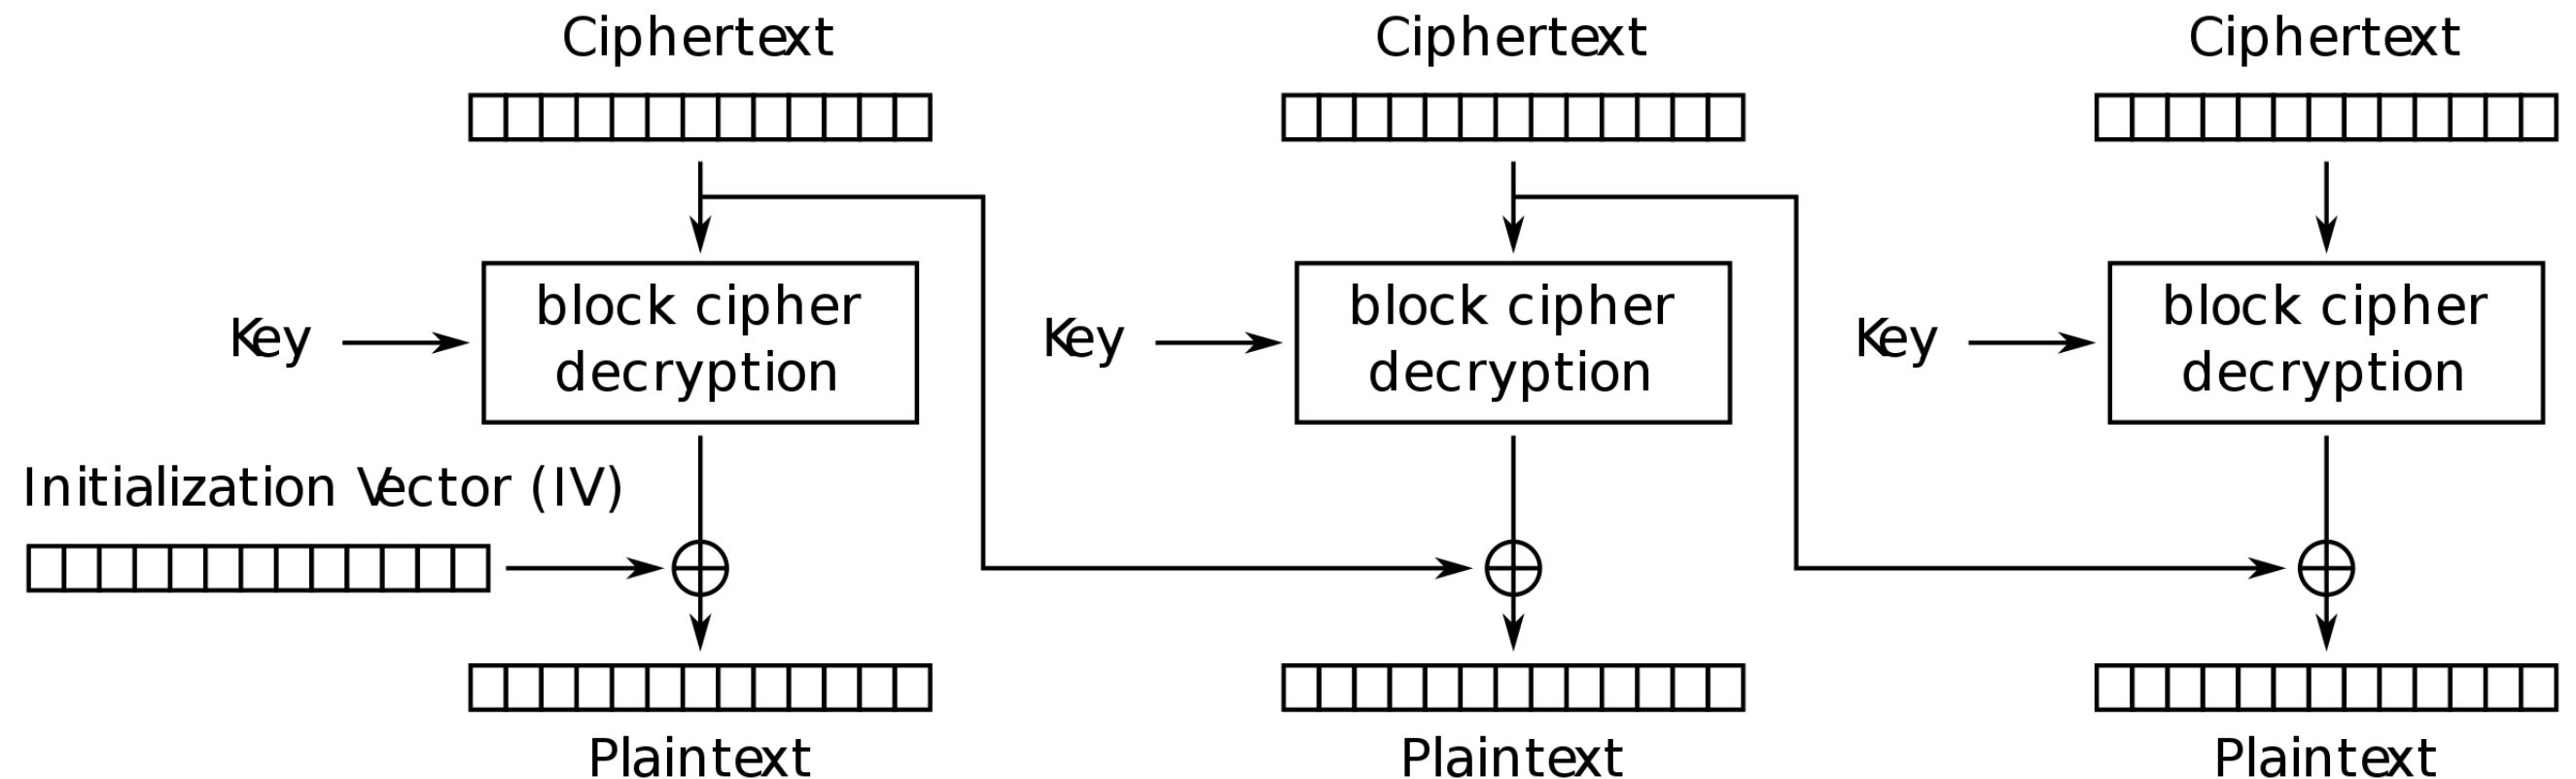 Ciphertext
Ciphertext
Ciphertext
Key
block cipher
decryption
Key
block cipher
decryption
Key
block cipher
decryption
Initialization Vector (IV)
Plaintext
Plaintext
Plaintext